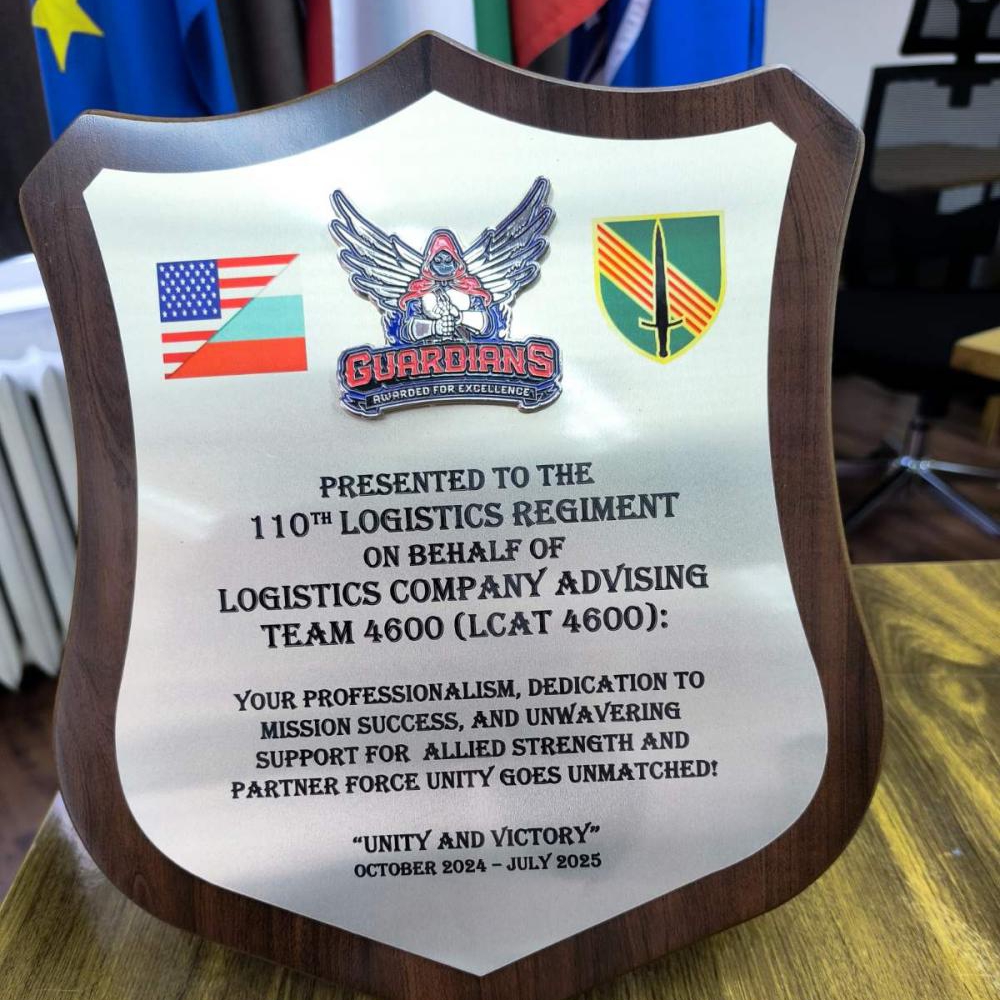 GUARDIANS
AWARDED FOR EXCELLENCE
PRESENTED TO THE
110TH LOGISTICS REGIMENT
ON BEHALF OF
LOGISTICS COMPANY ADVISING
TEAM 4600 (LCAT 4600):
YOUR PROFESSIONALISM, DEDICATION TO
MISSION SUCCESS, AND UNWAVERING
SUPPORT FOR ALLIED STRENGTH AND
PARTNER FORCE UNITY GOES UNMATCHED!
“UNITY AND VICTORY”
OCTOBER 2024 – JULY 2025